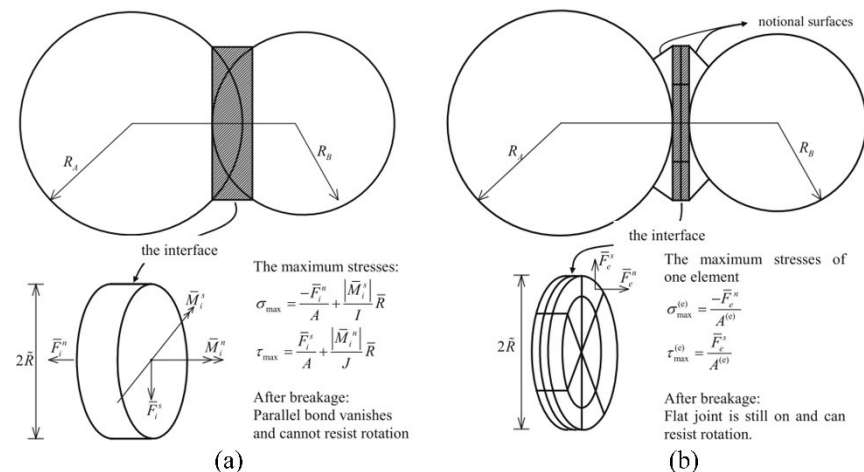 notional surfaces
R_A
R_B
R_A
R_B
the interface
2R̃
F̄_i^n
M̄_i^s
M̄_i^n
F̄_i^s
The maximum stresses:
σ_max = -F̄_i^n / A + |M̄_i^s| / I R̄
τ_max = F̄_i^s / A + |M̄_i^n| / J R̄
After breakage:
Parallel bond vanishes
and cannot resist rotation
(a)
the interface
2R̃
F̄_e^s
F̄_e^n
The maximum stresses of
one element
σ_max^(e) = -F̄_e^n / A^(e)
τ_max^(e) = F̄_e^s / A^(e)
After breakage:
Flat joint is still on and can
resist rotation.
(b)